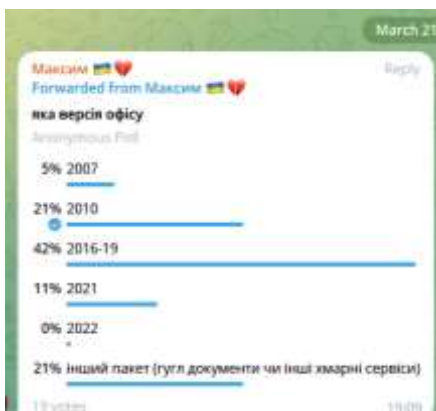 March 21
Максим
Reply
Forwarded from Максим
яка версія офісу
Anonymous Poll
5% 2007
21% 2010
42% 2016-19
11% 2021
0% 2022
21% інший пакет (гугл документи чи інші хмарні сервіси)
19 votes
19:09